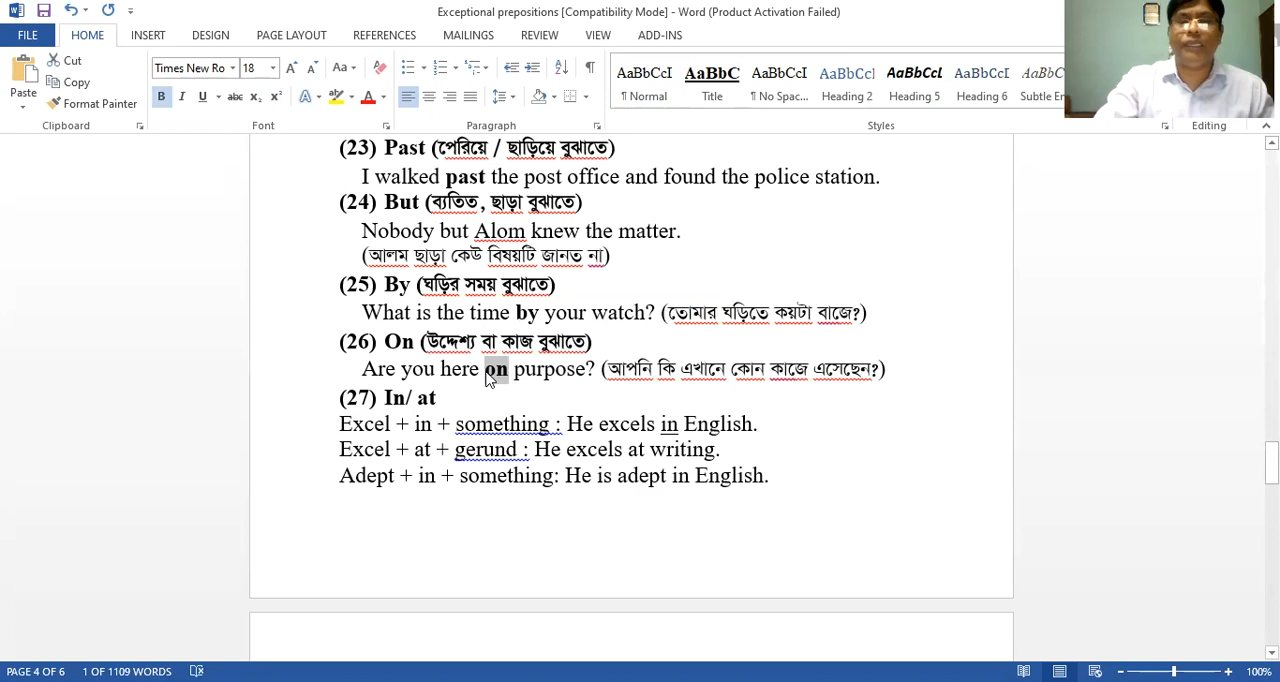 Exceptional prepositions [Compatibility Mode] - Word (Product Activation Failed)
FILE HOME INSERT DESIGN PAGE LAYOUT REFERENCES MAILINGS REVIEW VIEW ADD-INS
Paste
Cut
Copy
Format Painter
Clipboard
Times New Ro 18
Font
Paragraph
AaBbCcI AaBbC AaBbCcI AaBbCcI AaBbCcL AaBbCcI AaBbCcI
¶ Normal Title ¶ No Spac... Heading 2 Heading 5 Heading 6 Subtle Em
Styles
Editing
(23) Past (পেরিয়ে / ছাড়িয়ে বুঝাতে)
I walked past the post office and found the police station.
(24) But (ব্যতিত, ছাড়া বুঝাতে)
Nobody but Alom knew the matter.
(আলম ছাড়া কেউ বিষয়টি জানত না)
(25) By (ঘড়ির সময় বুঝাতে)
What is the time by your watch? (তোমার ঘড়িতে কয়টা বাজে?)
(26) On (উদ্দেশ্য বা কাজ বুঝাতে)
Are you here on purpose? (আপনি কি এখানে কোন কাজে এসেছেন?)
(27) In/ at
Excel + in + something : He excels in English.
Excel + at + gerund : He excels at writing.
Adept + in + something: He is adept in English.
PAGE 4 OF 6 1 OF 1109 WORDS 100%